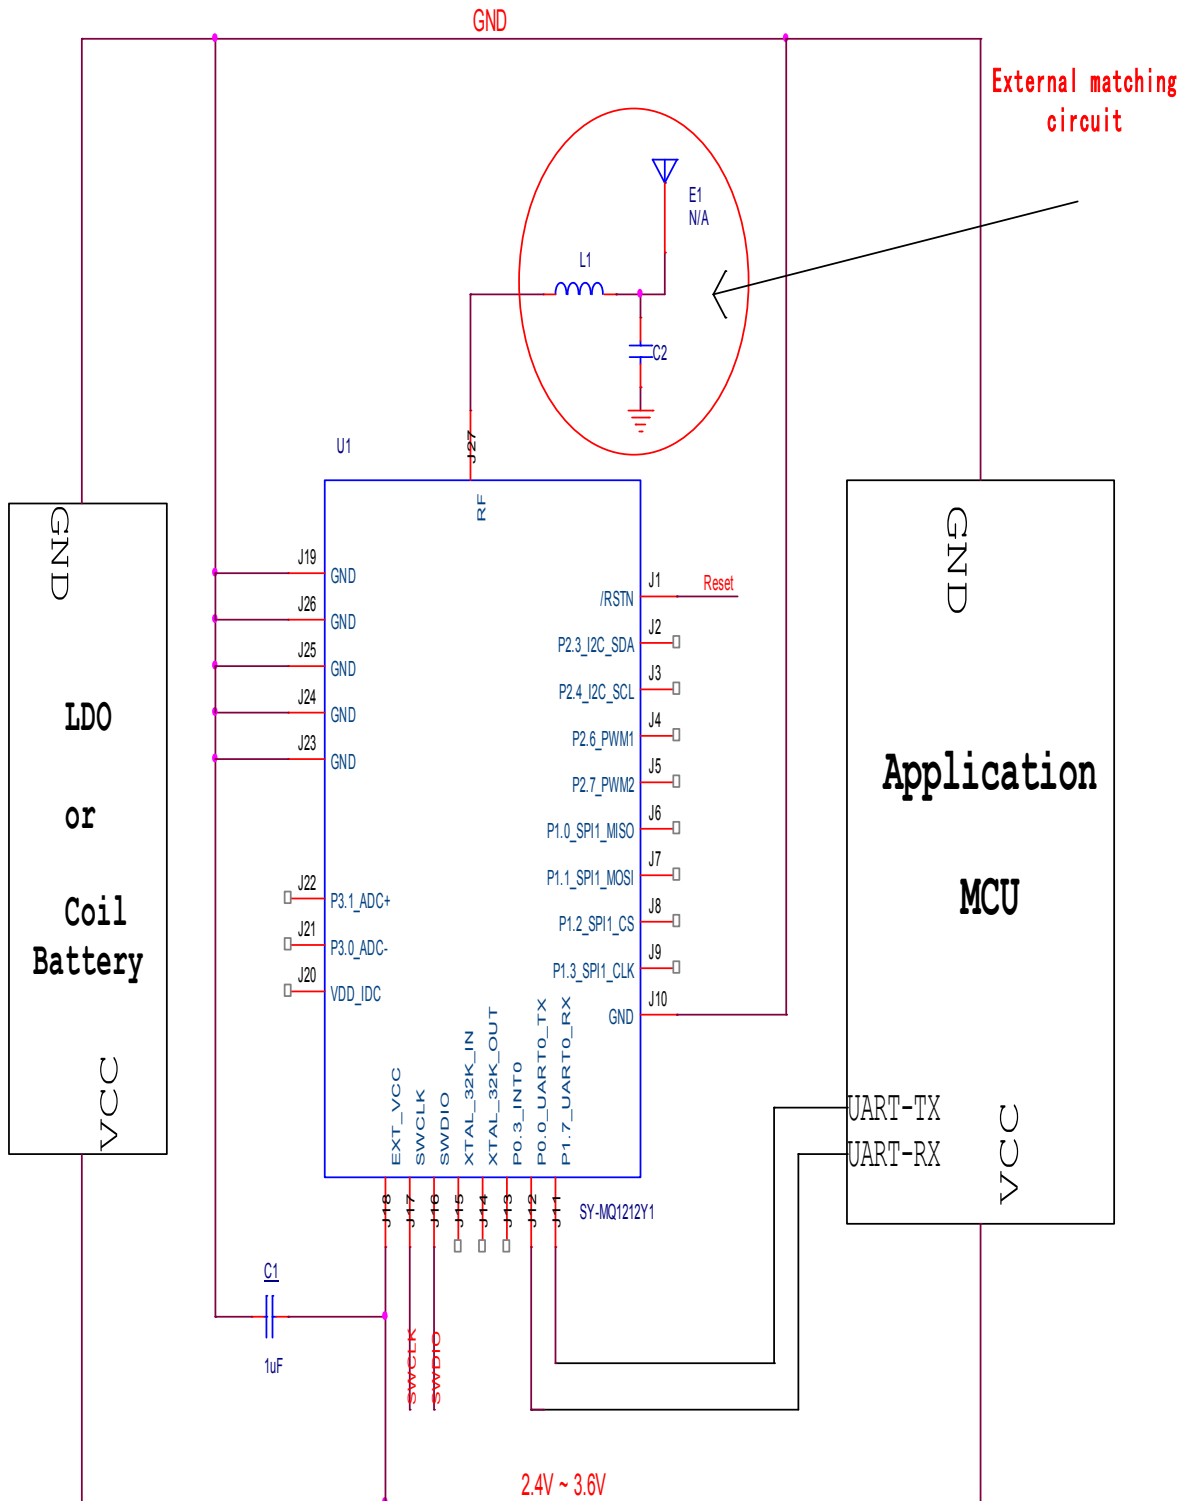 GND
External matching
circuit
E1
N/A
L1
C2
J27
U1
RF
GND
LDO
or
Coil
Battery
VCC
J19
GND
J26
GND
J25
GND
J24
GND
J23
GND
J22
P3.1_ADC+
J21
P3.0_ADC-
J20
VDD_IDC
J1
/RSTN
Reset
J2
P2.3_I2C_SDA
J3
P2.4_I2C_SCL
J4
P2.6_PWM1
J5
P2.7_PWM2
J6
P1.0_SPI1_MISO
J7
P1.1_SPI1_MOSI
J8
P1.2_SPI1_CS
J9
P1.3_SPI1_CLK
J10
GND
EXT_VCC
SWCLK
SWDIO
XTAL_32K_IN
XTAL_32K_OUT
P0.3_INT0
P0.0_UART0_TX
P1.7_UART0_RX
J18
J17
J16
J15
J14
J13
J12
J11
SY-MQ1212Y1
GND
Application
MCU
UART-TX
UART-RX
VCC
C1
1uF
SWCLK
SWDIO
2.4V ~ 3.6V